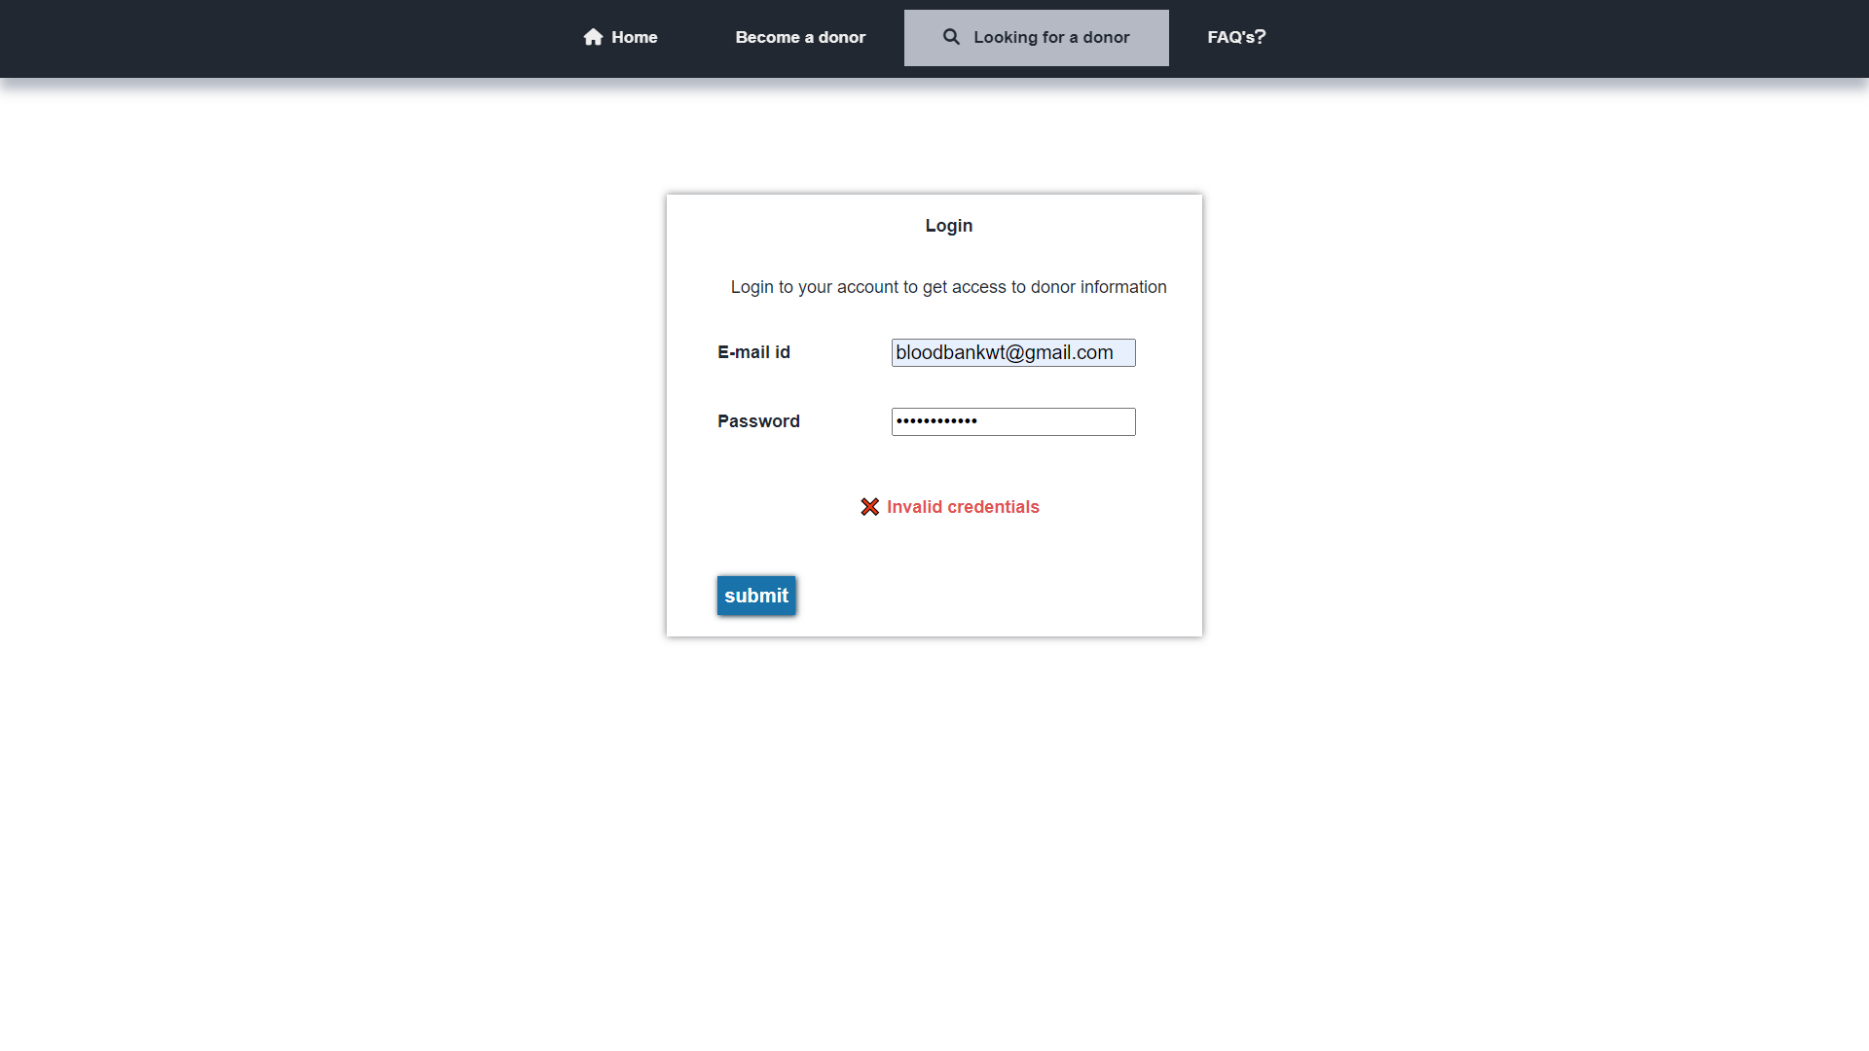 Home Become a donor Looking for a donor FAQ's?
Login
Login to your account to get access to donor information
E-mail id bloodbankwt@gmail.com
Password ••••••••••••
Invalid credentials
submit